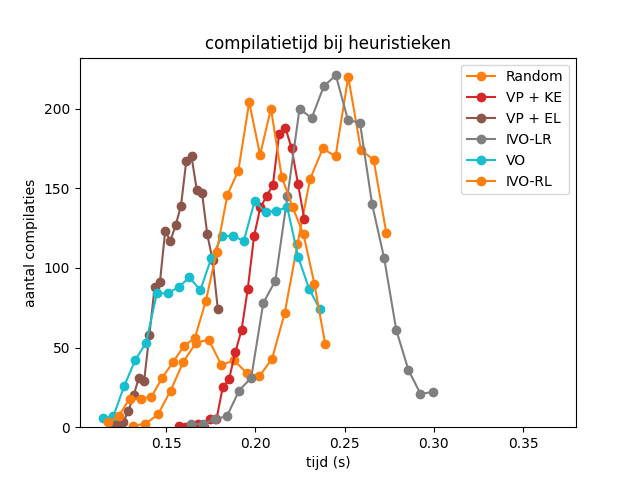 compilatietijd bij heuristieken
aantal compilaties
200
150
100
50
0
0.15
0.20
0.25
0.30
0.35
tijd (s)
Random
VP + KE
VP + EL
IVO-LR
VO
IVO-RL